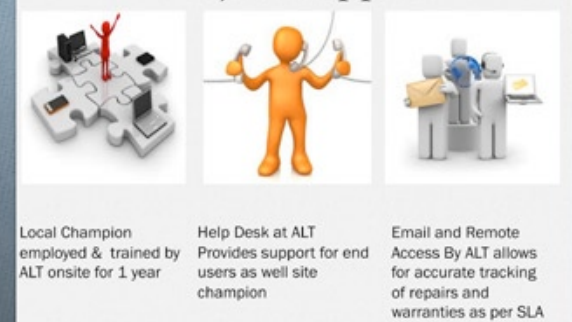 Local Champion
employed & trained by
ALT onsite for 1 year
Help Desk at ALT
Provides support for end
users as well site
champion
Email and Remote
Access By ALT allows
for accurate tracking
of repairs and
warranties as per SLA